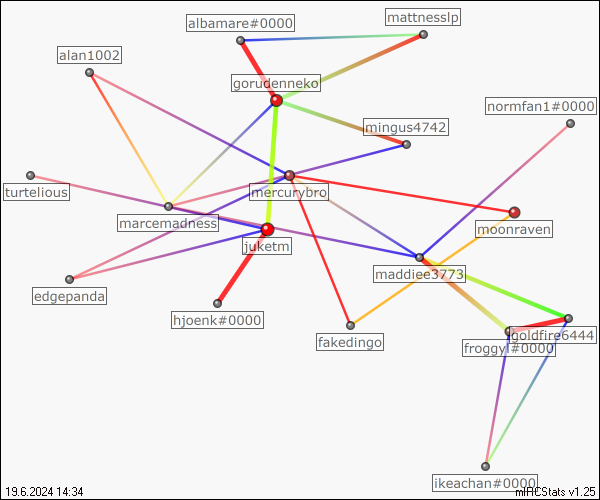 albamare#0000
mattnesslp
alan1002
gorudenneko
normfan1#0000
mingus4742
turtelious
mercurybro
marcemadness
moonraven
juketm
maddiee3773
edgepanda
hjoenk#0000
goldfire6444
fakedingo
froggyl#0000
ikeachan#0000
19.6.2024 14:34
mIRCStats v1.25